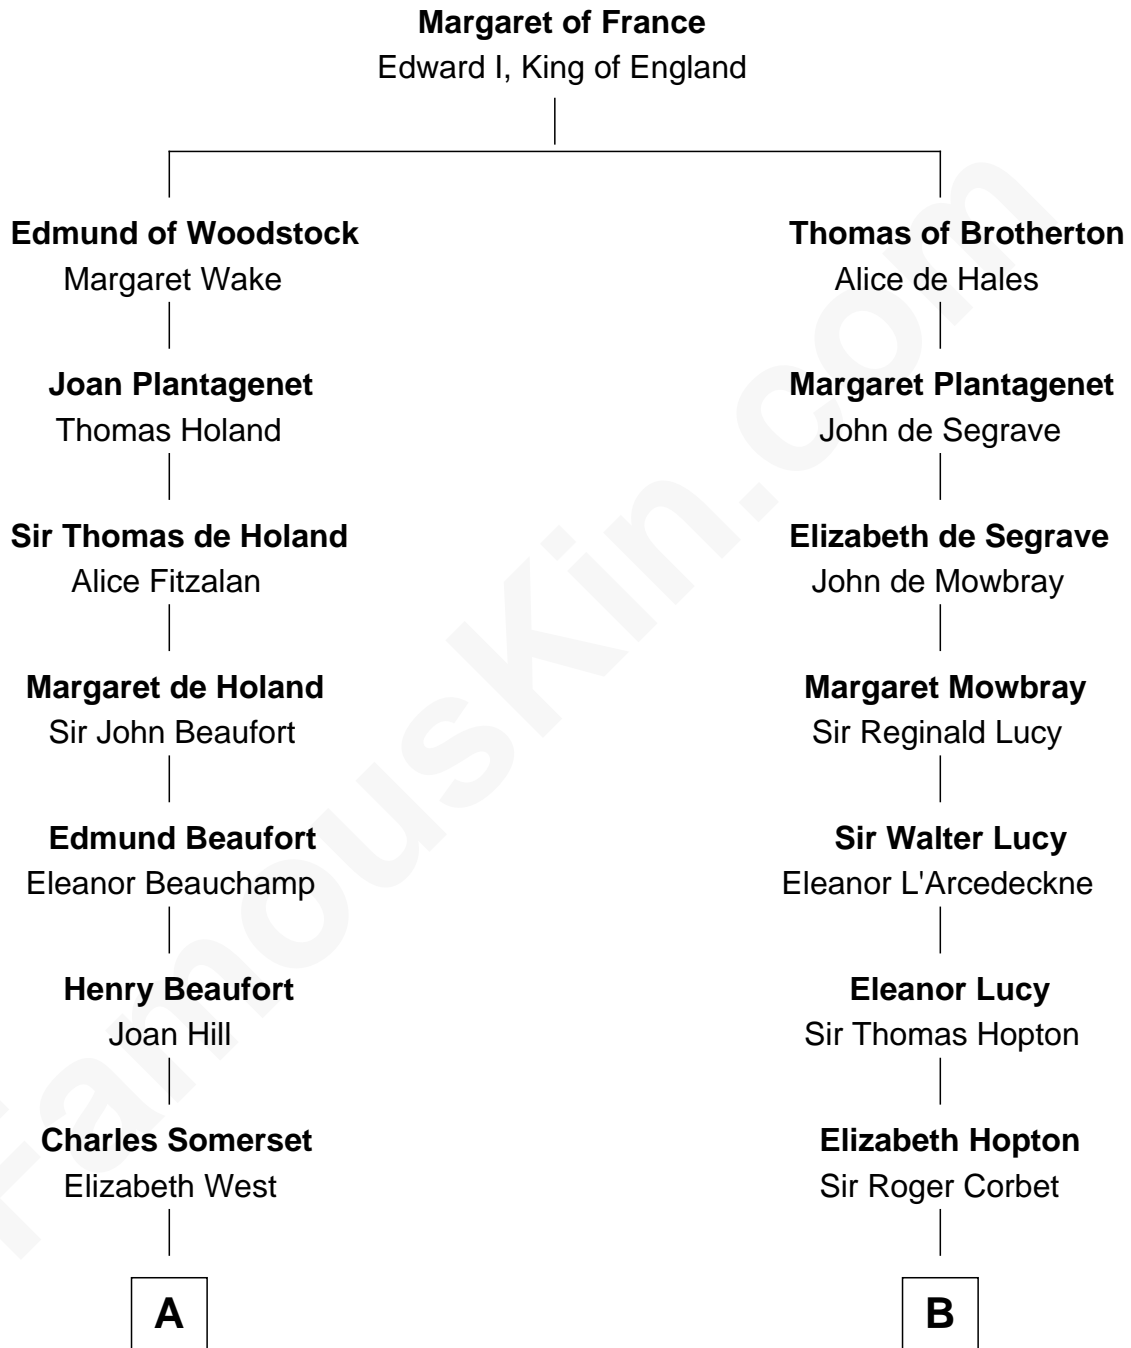 Margaret of France
Edward I, King of England
Edmund of Woodstock
Margaret Wake
Thomas of Brotherton
Alice de Hales
Joan Plantagenet
Thomas Holand
Margaret Plantagenet
John de Segrave
Sir Thomas de Holand
Alice Fitzalan
Elizabeth de Segrave
John de Mowbray
Margaret de Holand
Sir John Beaufort
Margaret Mowbray
Sir Reginald Lucy
Edmund Beaufort
Eleanor Beauchamp
Sir Walter Lucy
Eleanor L'Arcedeckne
Henry Beaufort
Joan Hill
Eleanor Lucy
Sir Thomas Hopton
Charles Somerset
Elizabeth West
Elizabeth Hopton
Sir Roger Corbet
A
B
FamousKin.com